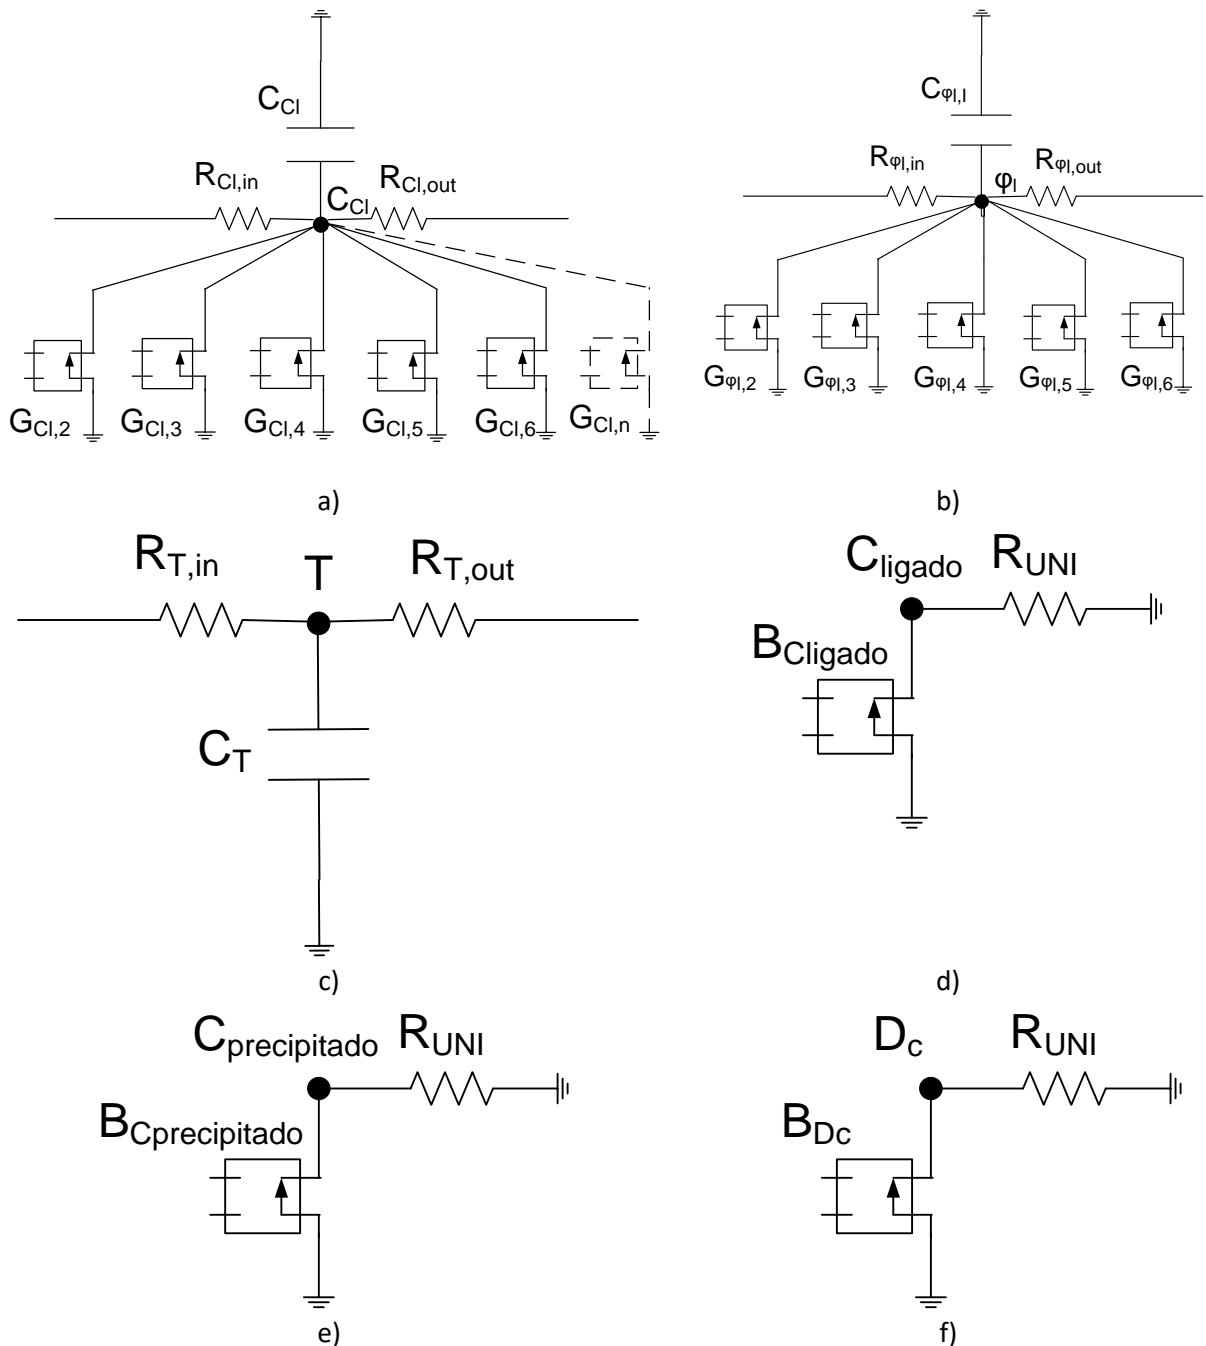 C_Cl
R_Cl,in
C_Cl
R_Cl,out
G_Cl,2
G_Cl,3
G_Cl,4
G_Cl,5
G_Cl,6
G_Cl,n
a)
C_φl,l
R_φl,in
φ_l
R_φl,out
G_φl,2
G_φl,3
G_φl,4
G_φl,5
G_φl,6
b)
R_T,in
T
R_T,out
C_T
c)
C_ligado
R_UNI
B_Cligado
d)
C_precipitado
R_UNI
B_Cprecipitado
e)
D_c
R_UNI
B_Dc
f)